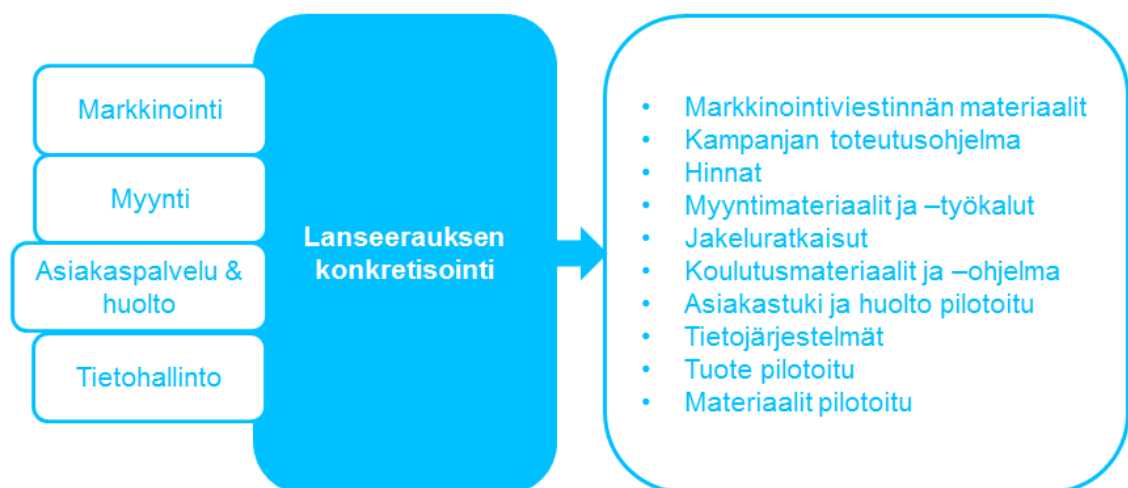 Markkinointi
Myynti
Asiakaspalvelu &
huolto
Tietohallinto
Lanseerauksen
konkretisointi
• Markkinointiviestinnän materiaalit
• Kampanjan toteutusohjelma
• Hinnat
• Myyntimateriaalit ja –työkalut
• Jakeluratkaisut
• Koulutusmateriaalit ja –ohjelma
• Asiakastuki ja huolto pilotoitu
• Tietojärjestelmät
• Tuote pilotoitu
• Materiaalit pilotoitu